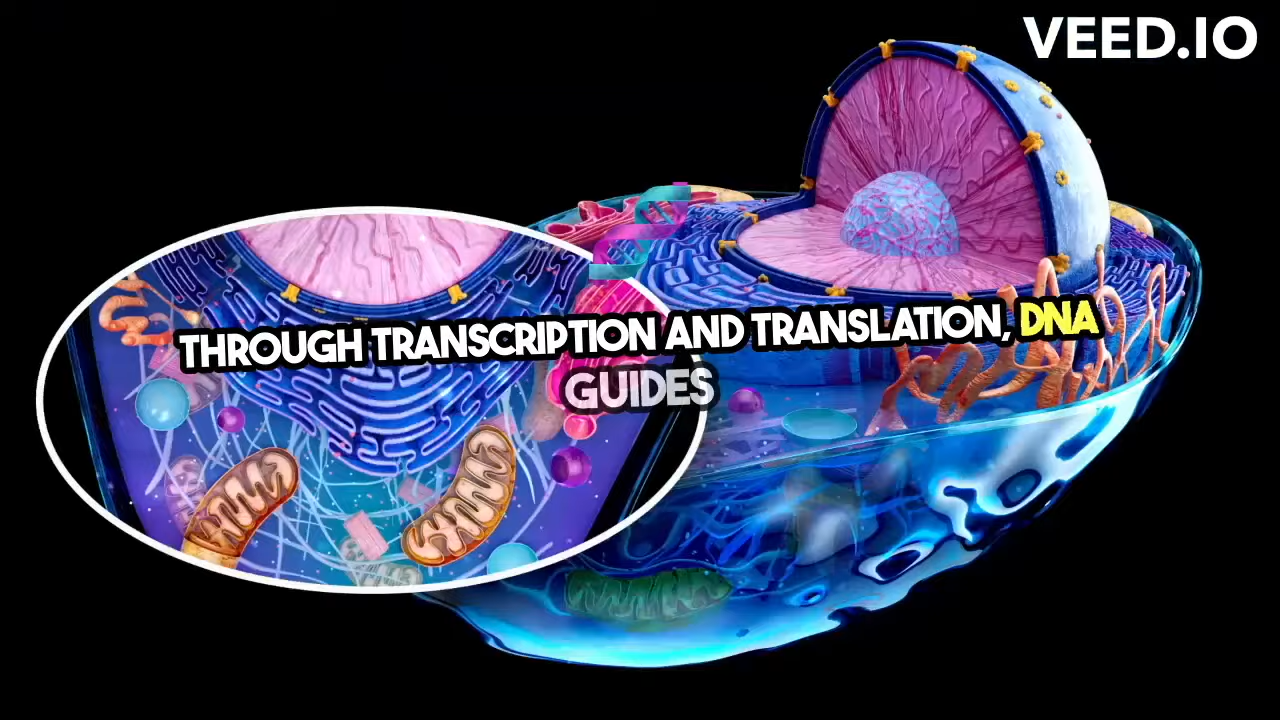 VEED.IO
THROUGH TRANSCRIPTION AND TRANSLATION, DNA
GUIDES